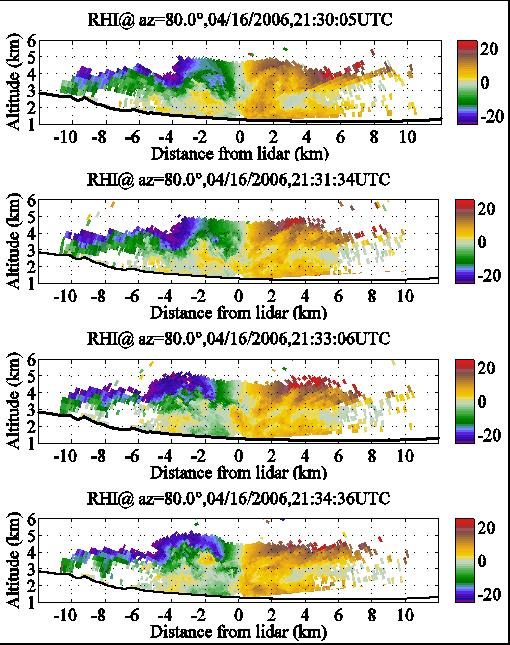 RHI@ az=80.0°,04/16/2006,21:30:05UTC
Altitude (km)
6
5
4
3
2
1
-10 -8 -6 -4 -2 0 2 4 6 8 10
Distance from lidar (km)
20
0
-20
RHI@ az=80.0°,04/16/2006,21:31:34UTC
Altitude (km)
6
5
4
3
2
1
-10 -8 -6 -4 -2 0 2 4 6 8 10
Distance from lidar (km)
20
0
-20
RHI@ az=80.0°,04/16/2006,21:33:06UTC
Altitude (km)
6
5
4
3
2
1
-10 -8 -6 -4 -2 0 2 4 6 8 10
Distance from lidar (km)
20
0
-20
RHI@ az=80.0°,04/16/2006,21:34:36UTC
Altitude (km)
6
5
4
3
2
1
-10 -8 -6 -4 -2 0 2 4 6 8 10
Distance from lidar (km)
20
0
-20